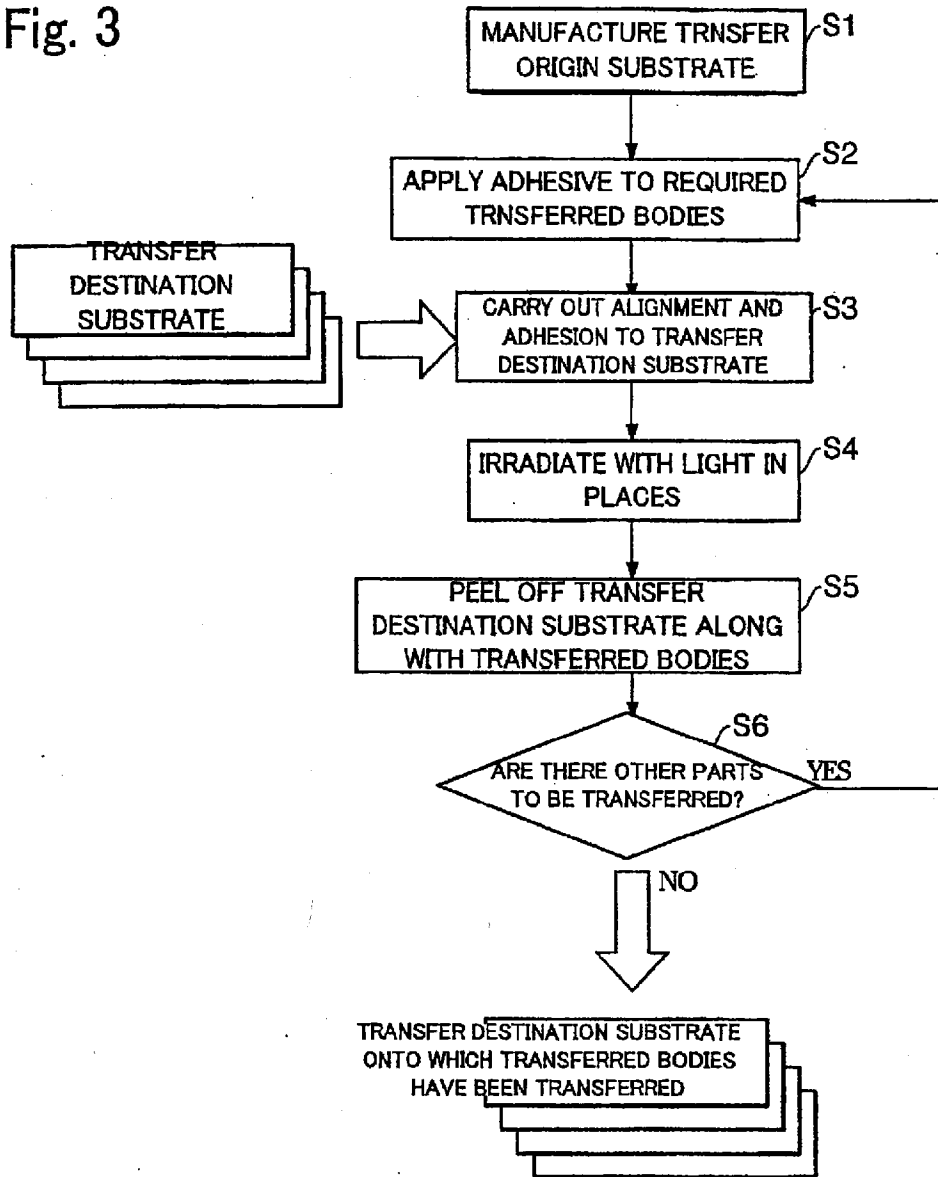 Fig. 3
MANUFACTURE TRNSFER
ORIGIN SUBSTRATE
S1
APPLY ADHESIVE TO REQUIRED
TRNSFERRED BODIES
S2
TRANSFER
DESTINATION
SUBSTRATE
CARRY OUT ALIGNMENT AND
ADHESION TO TRANSFER
DESTINATION SUBSTRATE
S3
IRRADIATE WITH LIGHT IN
PLACES
S4
PEEL OFF TRANSFER
DESTINATION SUBSTRATE ALONG
WITH TRANSFERRED BODIES
S5
S6
ARE THERE OTHER PARTS
TO BE TRANSFERRED?
YES
NO
TRANSFER DESTINATION SUBSTRATE
ONTO WHICH TRANSFERRED BODIES
HAVE BEEN TRANSFERRED